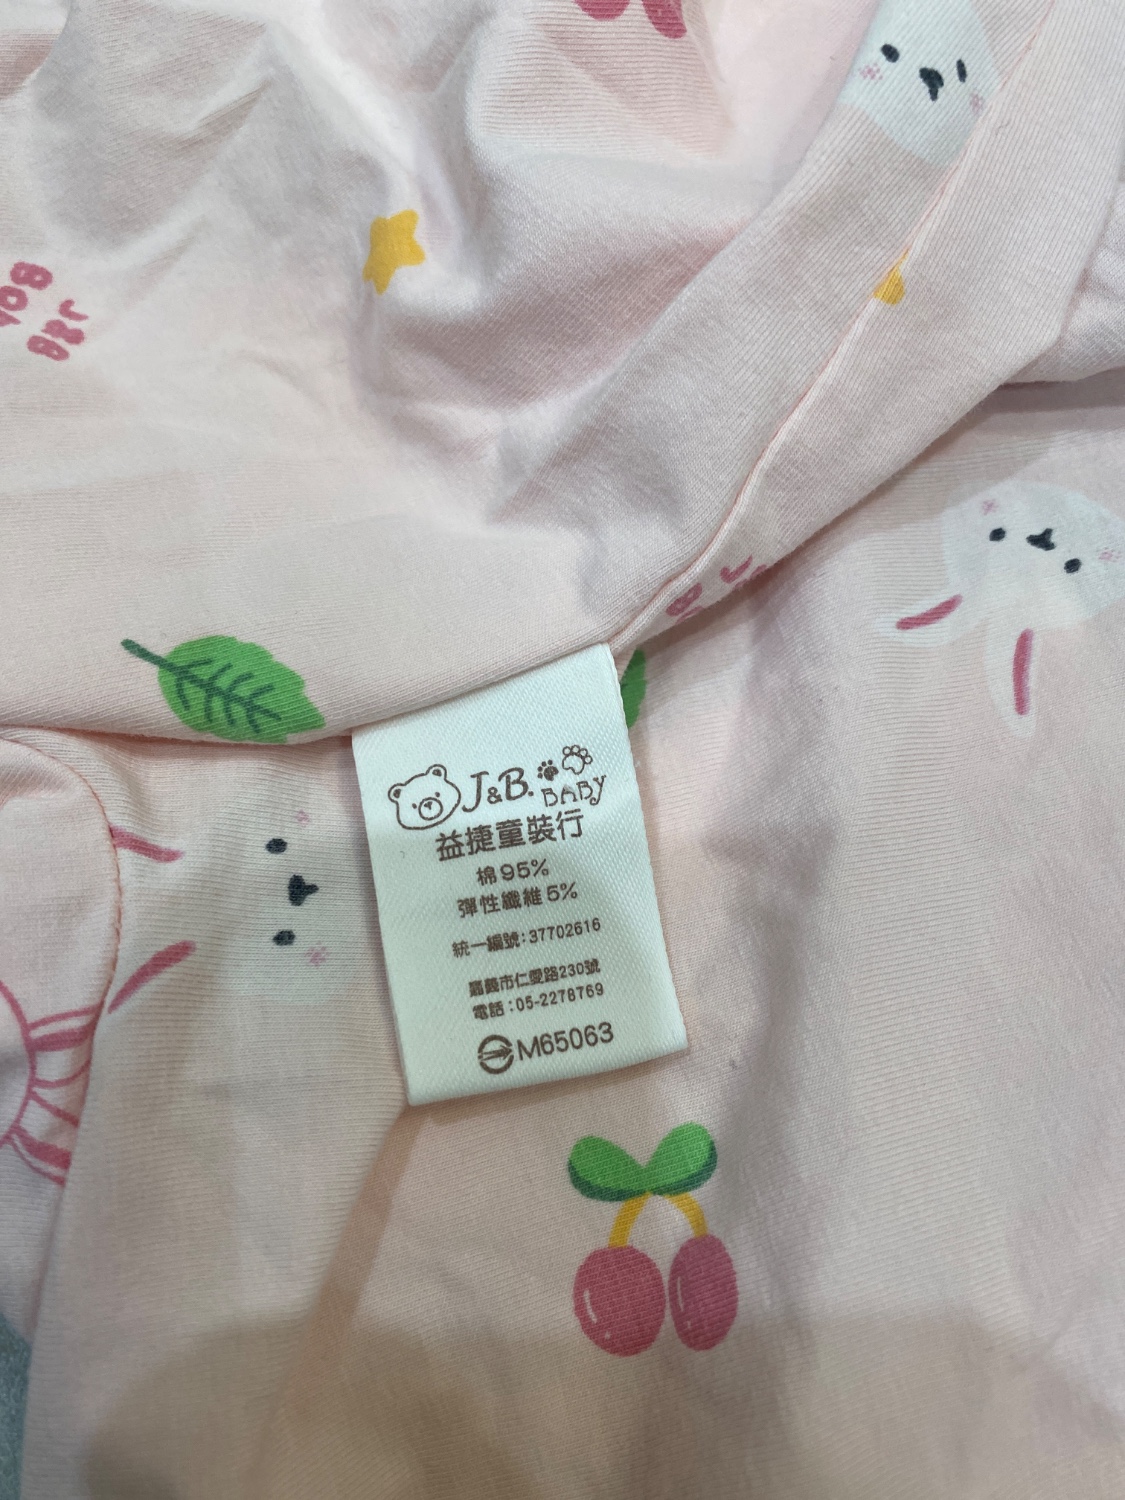 J&B. BABY
益捷童裝行
棉95%
彈性纖維5%
統一編號:37702616
嘉義市仁愛路230號
電話:05-2278769
M65063